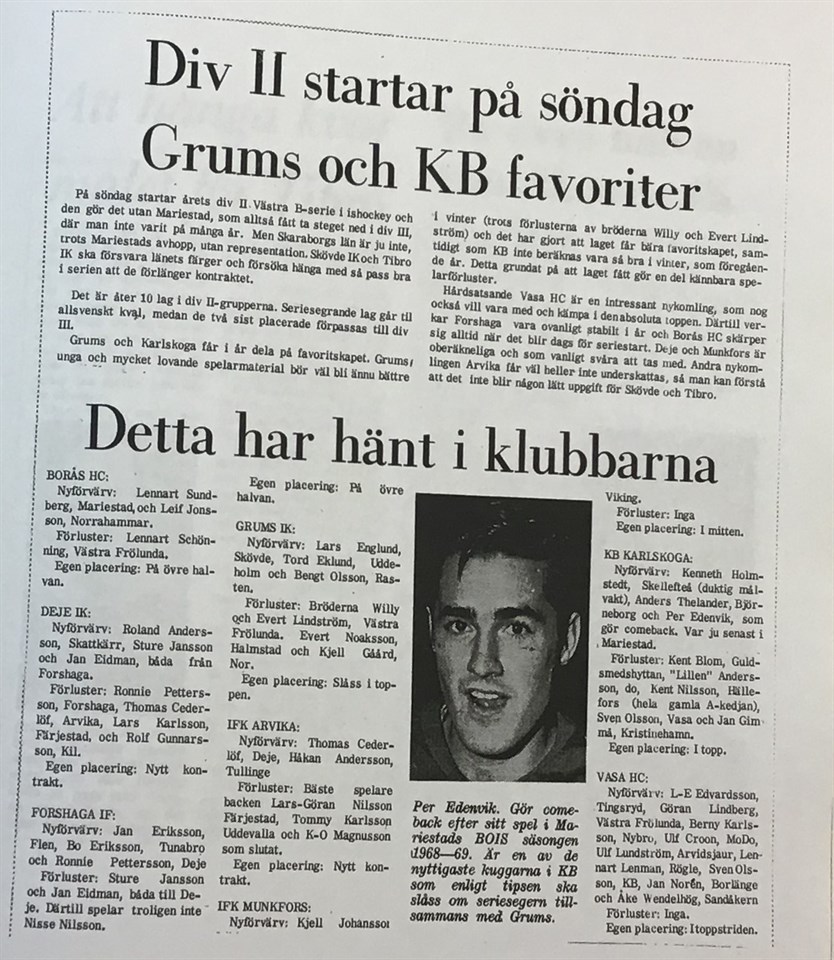 Div II startar på söndag
Grums och KB favoriter
På söndag startar årets div II Västra B-serie i ishockey och
den gör det utan Mariestad, som alltså fått ta steget ned i div III,
där man inte varit på många år. Men Skaraborgs län är ju inte,
trots Mariestads avhopp, utan representation. Skövde IK och Tibro
IK ska försvara länets färger och försöka hänga med så pass bra
i serien att de förlänger kontraktet.
Det är åter 10 lag i div II-grupperna. Seriesegrande lag går til
allsvenskt kval, medan de två sist placerade förpassas till div
III.
Grums och Karlskoga får i år dela på favoritskapet. Grums
unga och mycket lovande spelarmaterial bör väl bli ännu bättre
i vinter (trots förlusterna av bröderna Willy och Evert Lind-
ström) och det har gjort att laget får bära favoritskapet, sam-
tidigt som KB inte beräknas vara så bra i vinter, som föregåen-
de år. Detta grundat på att laget fått gör en del kännbara spe-
larförluster.
Hårdsatsande Vasa HC är en intressant nykomling, som nog
också vill vara med och kämpa i den absoluta toppen. Därtill ver-
kar Forshaga vara ovanligt stabilt i år och Borås HC skärper
sig alltid när det blir dags för seriestart. Deje och Munkfors är
oberäkneliga och som vanligt svåra att tas med. Andra nykom-
lingen Arvika får väl heller inte underskattas, så man kan förstå
att det inte blir någon lätt uppgift för Skövde och Tibro.
Detta har hänt i klubbarna
BORÅS HC:
Nyförvärv: Lennart Sund-
berg, Mariestad, och Leif Jons-
son, Norrahammar.
Förluster: Lennart Schön-
ning, Västra Frölunda.
Egen placering: På övre hal-
van.
DEJE IK:
Nyförvärv: Roland Anders-
son, Skattkärr, Sture Jansson
och Jan Eidman, båda från
Forshaga.
Förluster: Ronnie Petters-
son, Forshaga, Thomas Ceder-
löf, Arvika, Lars Karlsson,
Färjestad, och Rolf Gunnars-
son, Kil.
Egen placering: Nytt kon-
trakt.
FORSHAGA IF:
Nyförvärv: Jan Eriksson,
Flen, Bo Eriksson, Tunabro
och Ronnie Pettersson, Deje
Förluster: Sture Jansson
och Jan Eidman, båda till De-
je. Därtill spelar troligen inte
Nisse Nilsson.
Egen placering: På övre
halvan.
GRUMS IK:
Nyförvärv: Lars Englund,
Skövde, Tord Eklund, Udde-
holm och Bengt Olsson, Ras-
ten.
Förluster: Bröderna Willy
och Evert Lindström, Västra
Frölunda. Evert Noaksson,
Halmstad och Kjell Gáård,
Nor.
Egen placering: Slåss i top-
pen.
IFK ARVIKA:
Nyförvärv: Thomas Ceder-
löf, Deje, Håkan Andersson,
Tullinge
Förluster: Bäste spelare
backen Lars-Göran Nilsson
Färjestad, Tommy Karlsson
Uddevalla och K-O Magnusson
som slutat.
Egen placering: Nytt kon-
trakt.
IFK MUNKFORS:
Nyförvärv: Kjell Johansson
Per Edenvik. Gör come-
back efter sitt spel i Ma-
riestads BOIS säsongen
1968—69. Är en av de
nyttigaste kuggarna i KB
som enligt tipsen ska
slåss om seriesegern till-
sammans med Grums.
Viking.
Förluster: Inga
Egen placering: I mitten.
KB KARLSKOGA:
Nyförvärv: Kenneth Holm-
stedt, Skellefteå (duktig mål-
vakt), Anders Thelander, Björ-
neborg och Per Edenvik, som
gör comeback. Var ju senast i
Mariestad.
Förluster: Kent Blom, Guld-
smedshyttan, "Lillen" Anders-
son, do, Kent Nilsson, Hälle-
fors (hela gamla A-kedjan),
Sven Olsson, Vasa och Jan Gim
må, Kristinehamn.
Egen placering: I topp.
VASA HC:
Nyförvärv: L-E Edvardsson,
Tingsryd, Göran Lindberg,
Västra Frölunda, Berny Karls-
son, Nybro, Ulf Croon, MoDo,
Ulf Lundström, Arvidsjaur, Len-
nart Lenman, Rögle, Sven Ols-
son, KB, Jan Norén, Borlänge
och Åke Wendelhög, Sandåkern
Förluster: Inga.
Egen placering: I toppstriden.